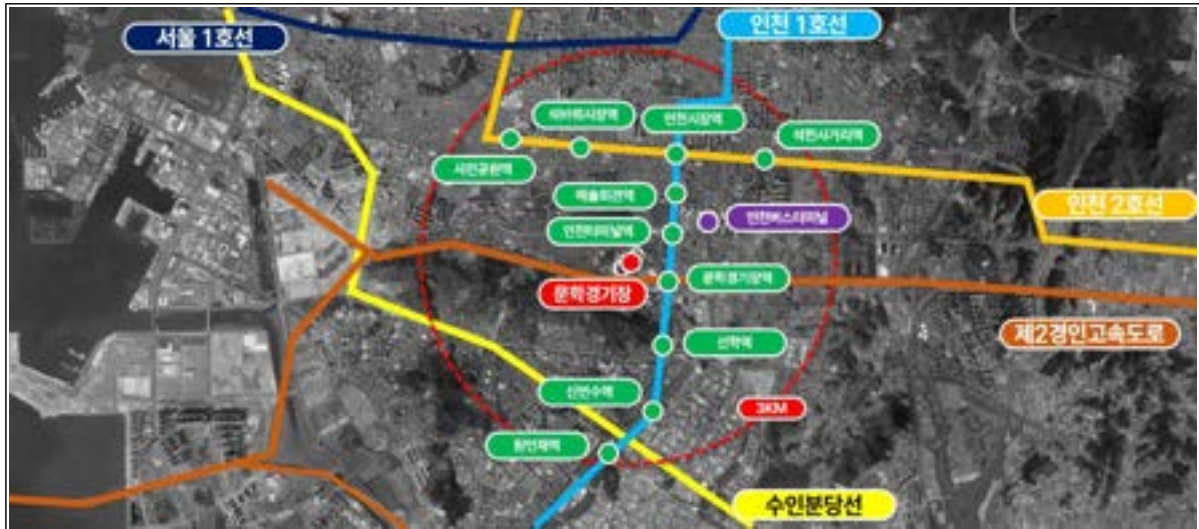 서울 1호선
인천 1호선
석바위시장역
인천시청역
석천사거리역
시민공원역
예술회관역
인천버스터미널
인천 2호선
인천터미널역
문학경기장역
문학경기장
제2경인고속도로
선학역
신연수역
3KM
원인재역
수인분당선